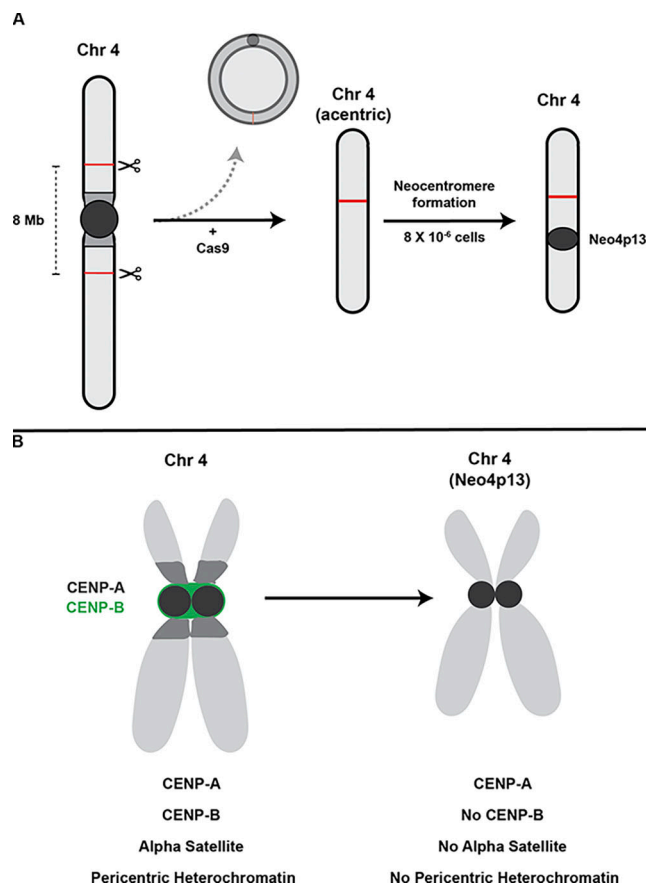 A
Chr 4
8 Mb
+
Cas9
Chr 4
(acentric)
Neocentromere
formation
8 X 10⁻⁶ cells
Chr 4
Neo4p13
B
Chr 4
CENP-A
CENP-B
Chr 4
(Neo4p13)
CENP-A
CENP-B
Alpha Satellite
Pericentric Heterochromatin
CENP-A
No CENP-B
No Alpha Satellite
No Pericentric Heterochromatin